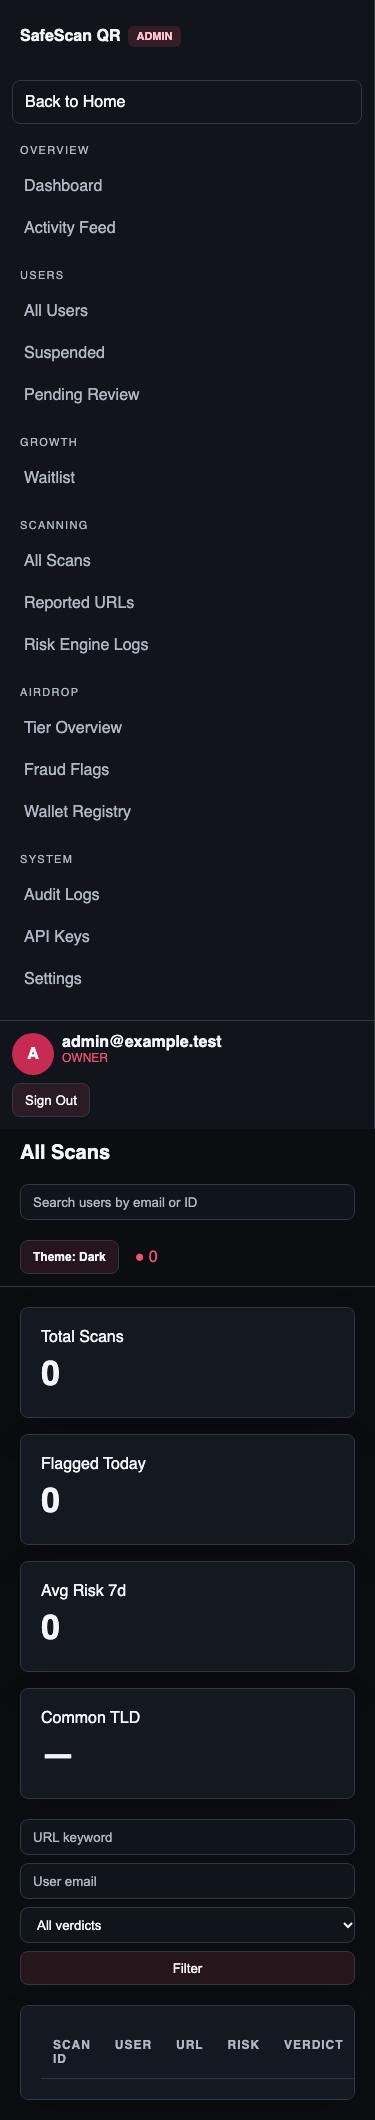 SafeScan QR ADMIN
Back to Home
OVERVIEW
Dashboard
Activity Feed
USERS
All Users
Suspended
Pending Review
GROWTH
Waitlist
SCANNING
All Scans
Reported URLs
Risk Engine Logs
AIRDROP
Tier Overview
Fraud Flags
Wallet Registry
SYSTEM
Audit Logs
API Keys
Settings
A
admin@example.test
OWNER
Sign Out
All Scans
Search users by email or ID
Theme: Dark ● 0
Total Scans
0
Flagged Today
0
Avg Risk 7d
0
Common TLD
—
URL keyword
User email
All verdicts
Filter
SCAN ID USER URL RISK VERDICT